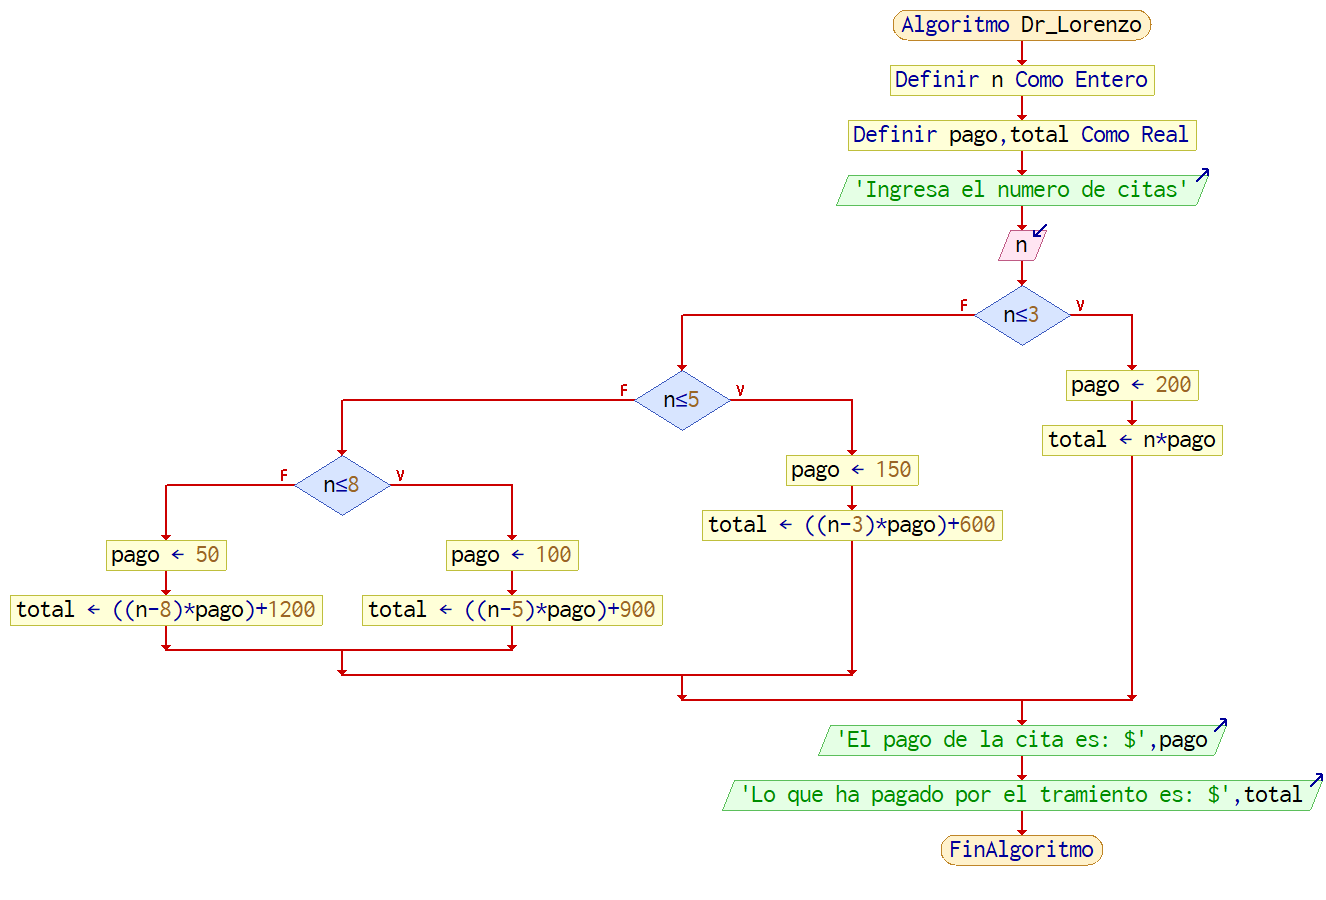 Algoritmo Dr_Lorenzo
Definir n Como Entero
Definir pago,total Como Real
'Ingresa el numero de citas'
n
F
n≤3
V
F
n≤5
V
pago ← 200
total ← n*pago
F
n≤8
V
pago ← 150
total ← ((n-3)*pago)+600
pago ← 50
pago ← 100
total ← ((n-8)*pago)+1200
total ← ((n-5)*pago)+900
'El pago de la cita es: $',pago
'Lo que ha pagado por el tramiento es: $',total
FinAlgoritmo